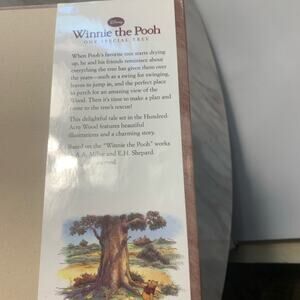 Disney
Winnie the Pooh
OUR SPECIAL TREE
When Pooh's favorite tree starts drying
up, he and his friends reminisce about
everything the tree has given them over
the years—such as a swing for swinging,
leaves to jump in, and the perfect place
to perch for an amazing view of the
Wood. Then it's time to make a plan and
come to the tree's rescue!
This delightful tale set in the Hundred-
Acre Wood features beautiful
illustrations and a charming story.
Based on the "Winnie the Pooh" works
by A.A. Milne and E.H. Shepard.